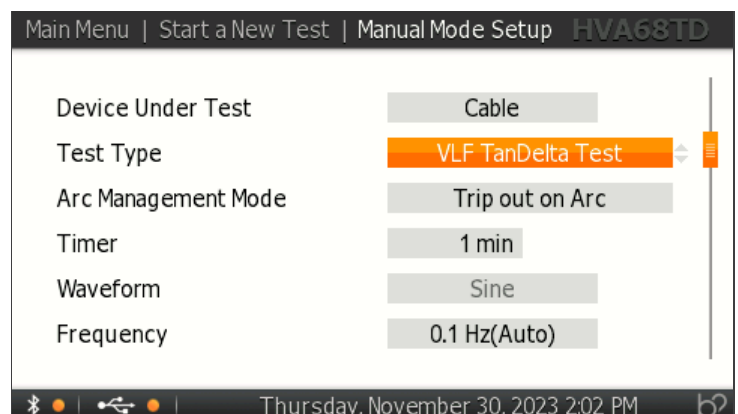 Main Menu | Start a New Test | Manual Mode Setup HVA68TD
Device Under Test Cable
Test Type VLF TanDelta Test
Arc Management Mode Trip out on Arc
Timer 1 min
Waveform Sine
Frequency 0.1 Hz(Auto)
Thursday, November 30, 2023 2:02 PM